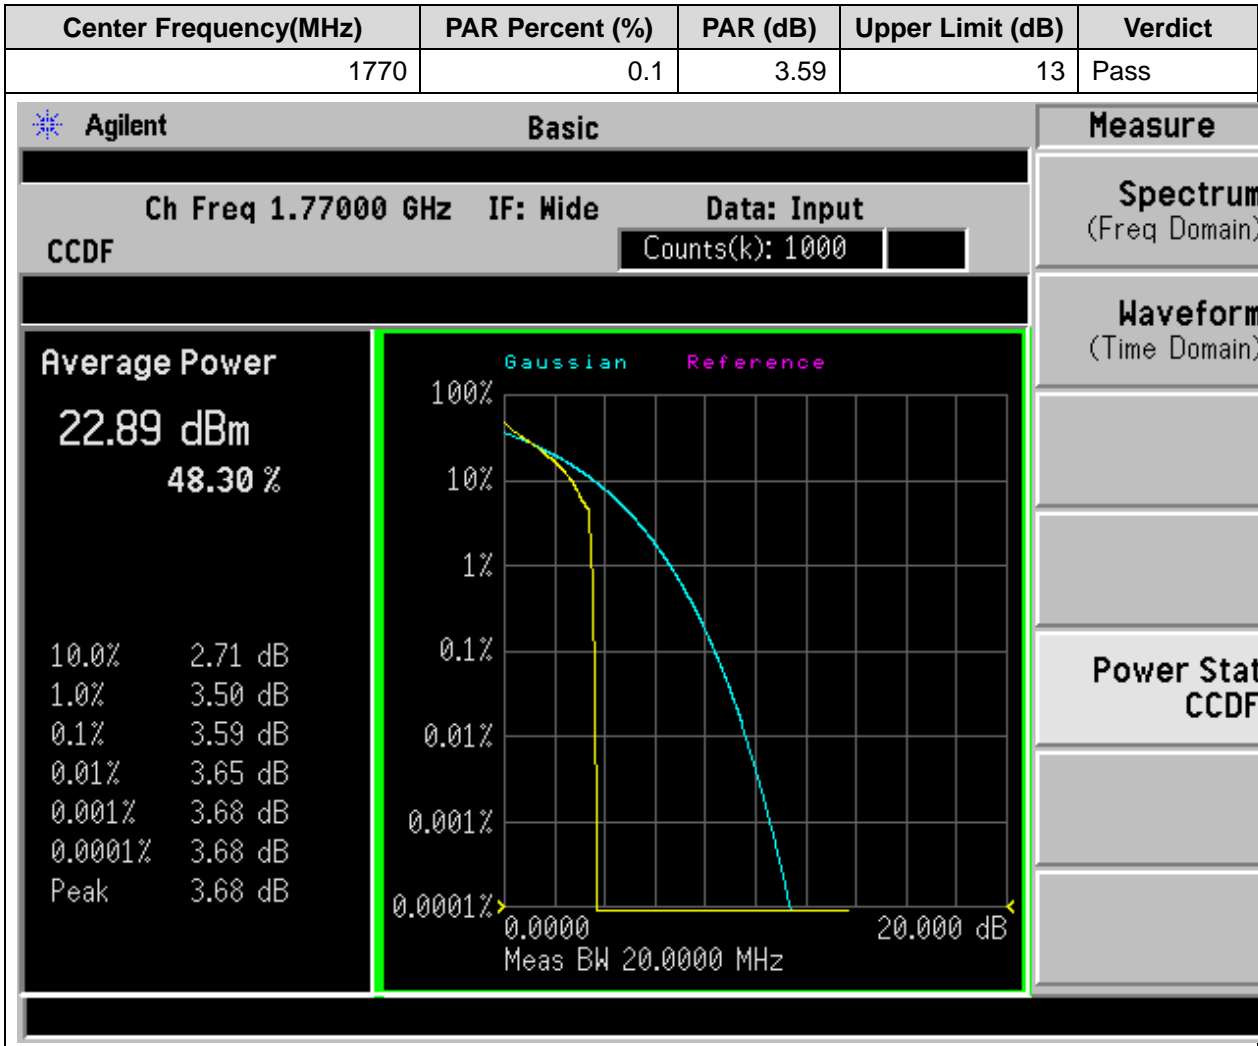 Center Frequency(MHz) PAR Percent (%) PAR (dB) Upper Limit (dB) Verdict
1770 0.1 3.59 13 Pass
Agilent Basic Measure
Ch Freq 1.77000 GHz IF: Wide Data: Input
CCDF Counts(k): 1000
Spectrum
(Freq Domain)
Waveform
(Time Domain)
Power Stat
CCDF
Average Power
22.89 dBm
48.30 %
10.0% 2.71 dB
1.0% 3.50 dB
0.1% 3.59 dB
0.01% 3.65 dB
0.001% 3.68 dB
0.0001% 3.68 dB
Peak 3.68 dB
Gaussian Reference
100%
10%
1%
0.1%
0.01%
0.001%
0.0001%
0.0000 20.000 dB
Meas BW 20.0000 MHz